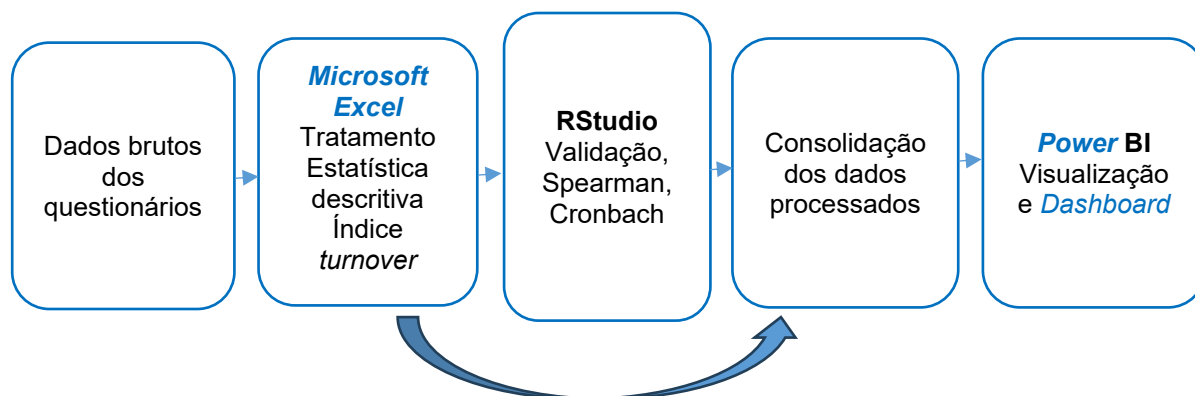 Dados brutos
dos
questionários
Microsoft
Excel
Tratamento
Estatística
descritiva
Índice
turnover
RStudio
Validação,
Spearman,
Cronbach
Consolidação
dos dados
processados
Power BI
Visualização
e Dashboard